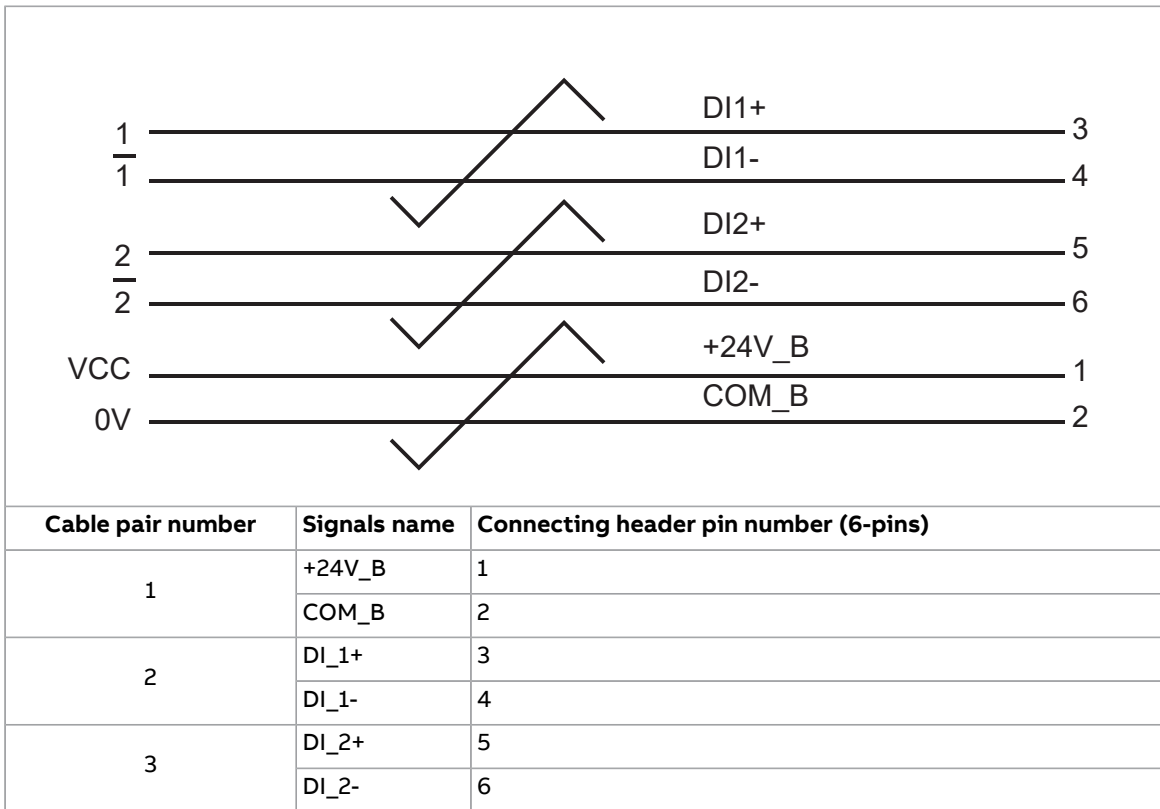 DI1+
1 3
DI1-
1 4
DI2+
2 5
DI2-
2 6
+24V_B
VCC 1
COM_B
0V 2
Cable pair number Signals name Connecting header pin number (6-pins)
1 +24V_B 1
COM_B 2
2 DI_1+ 3
DI_1- 4
3 DI_2+ 5
DI_2- 6